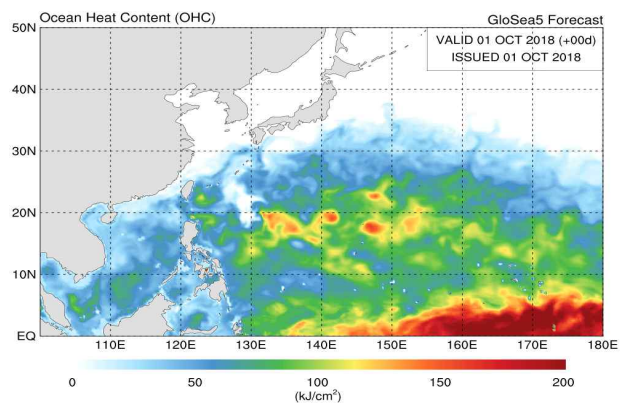 Ocean Heat Content (OHC) GloSea5 Forecast
50N
VALID 01 OCT 2018 (+00d)
ISSUED 01 OCT 2018
40N
30N
20N
10N
EQ
110E 120E 130E 140E 150E 160E 170E 180E
0 50 100 150 200
(kJ/cm²)